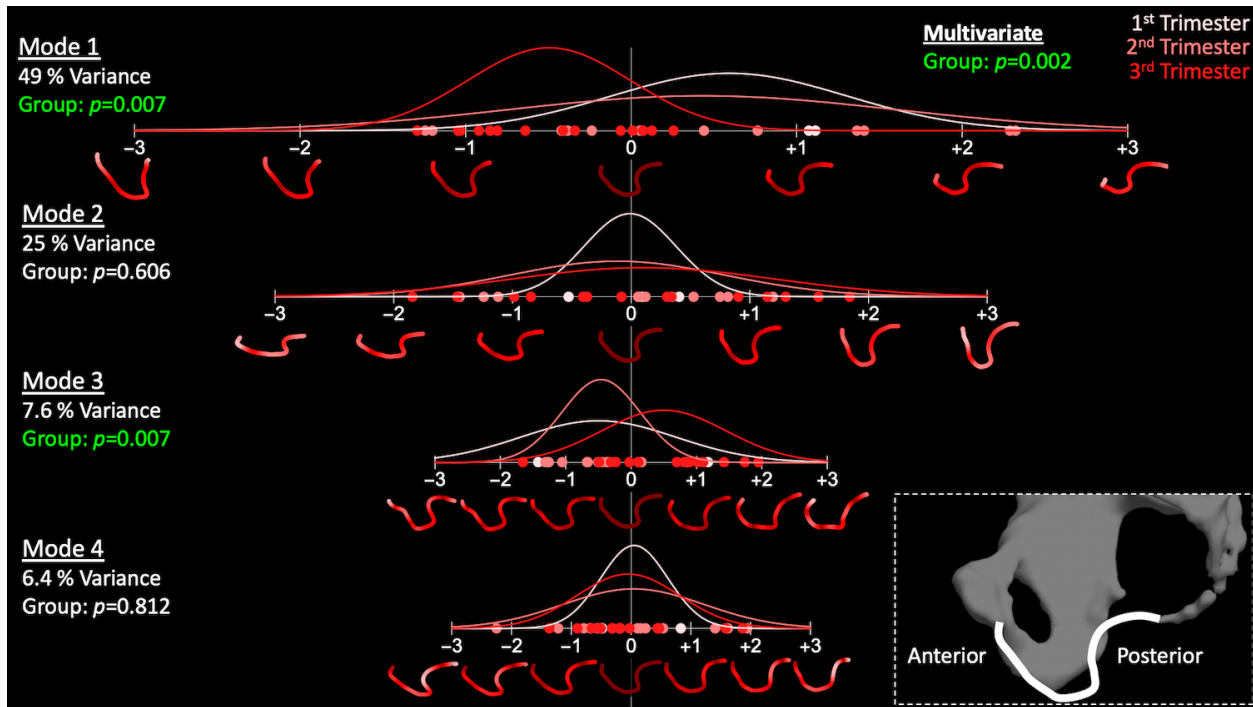 Mode 1
49 % Variance
Group: p=0.007
Multivariate
Group: p=0.002
1st Trimester
2nd Trimester
3rd Trimester
−3 −2 −1 0 +1 +2 +3
Mode 2
25 % Variance
Group: p=0.606
−3 −2 −1 0 +1 +2 +3
Mode 3
7.6 % Variance
Group: p=0.007
−3 −2 −1 0 +1 +2 +3
Mode 4
6.4 % Variance
Group: p=0.812
−3 −2 −1 0 +1 +2 +3
Anterior
Posterior